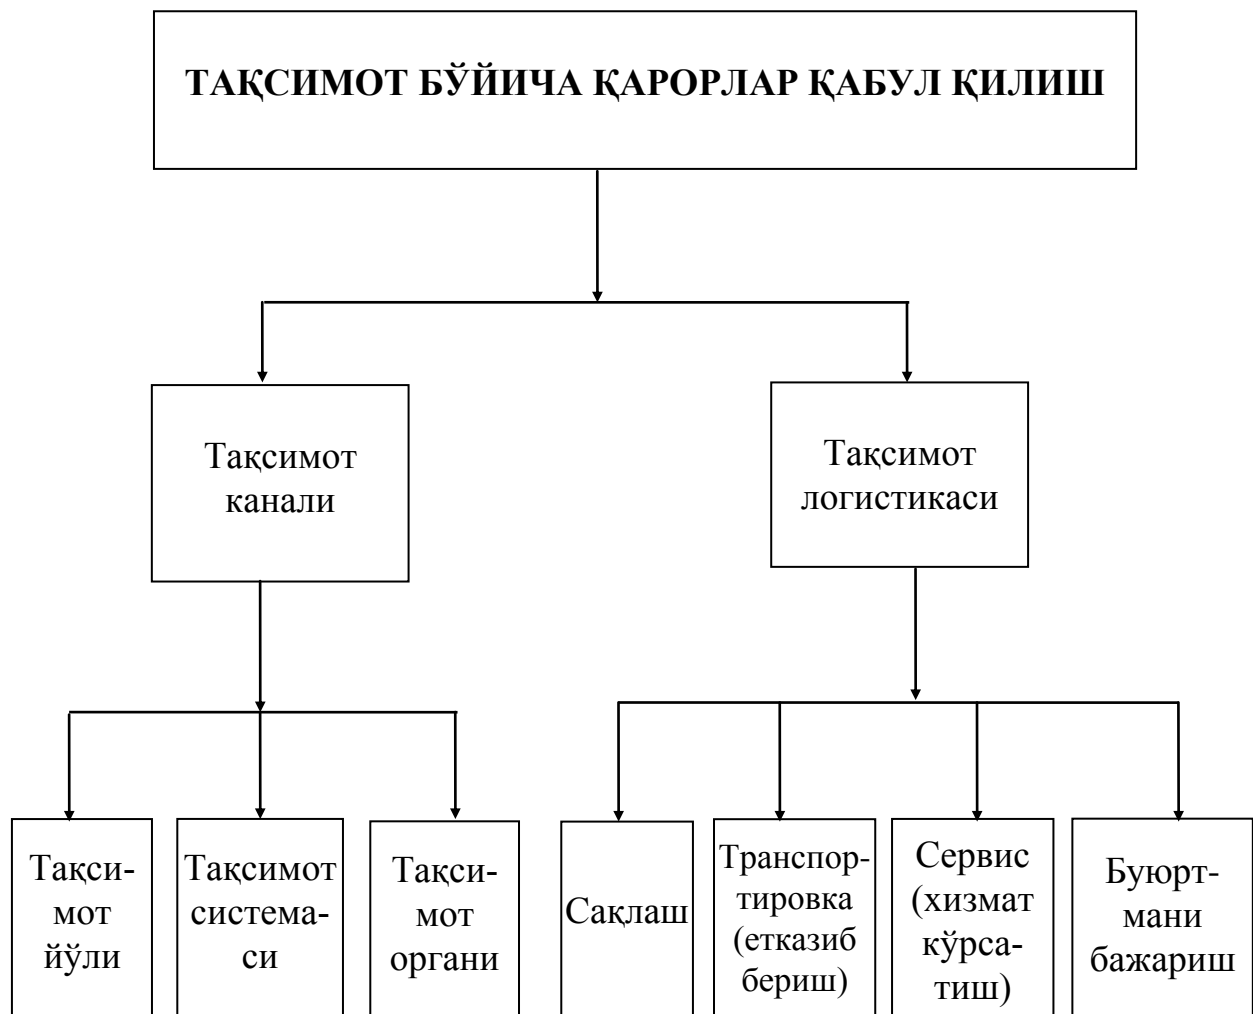 ТАҚСИМОТ БЎЙИЧА ҚАРОРЛАР ҚАБУЛ ҚИЛИШ
Тақсимот
канали
Тақсимот
логистикаси
Тақси-
мот
йўли
Тақсимот
система-
си
Тақси-
мот
органи
Сақлаш
Транспор-
тировка
(етказиб
бериш)
Сервис
(хизмат
кўрса-
тиш)
Буюрт-
мани
бажариш